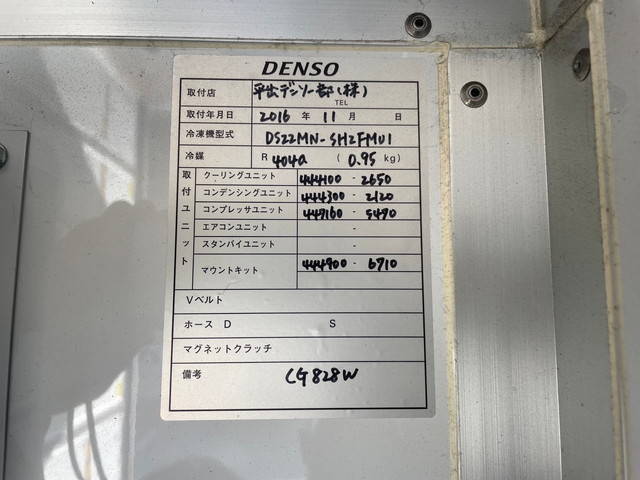 DENSO
取付店 平出デンソー部(株)
TEL
取付年月日 2016 年 11 月 日
冷凍機型式 DS22MN-SH2FMU1
冷媒 R 404a ( 0.95 kg)
取付ユニット
クーリングユニット 444100 - 2650
コンデンシングユニット 444300 - 2120
コンプレッサユニット 447160 - 5490
エアコンユニット -
スタンバイユニット -
マウントキット 444900 - 6710
Vベルト
ホース D S
マグネットクラッチ
備考 CG828W